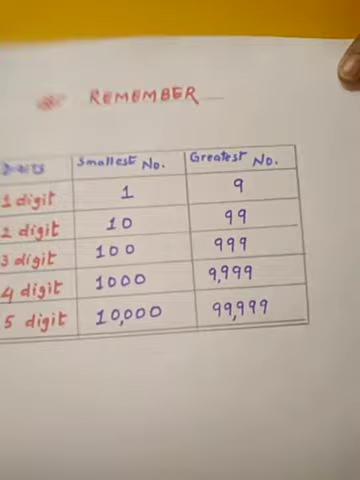 REMEMBER
Digits Smallest No. Greatest No.
1 digit 1 9
2 digit 10 99
3 digit 100 999
4 digit 1000 9,999
5 digit 10,000 99,999